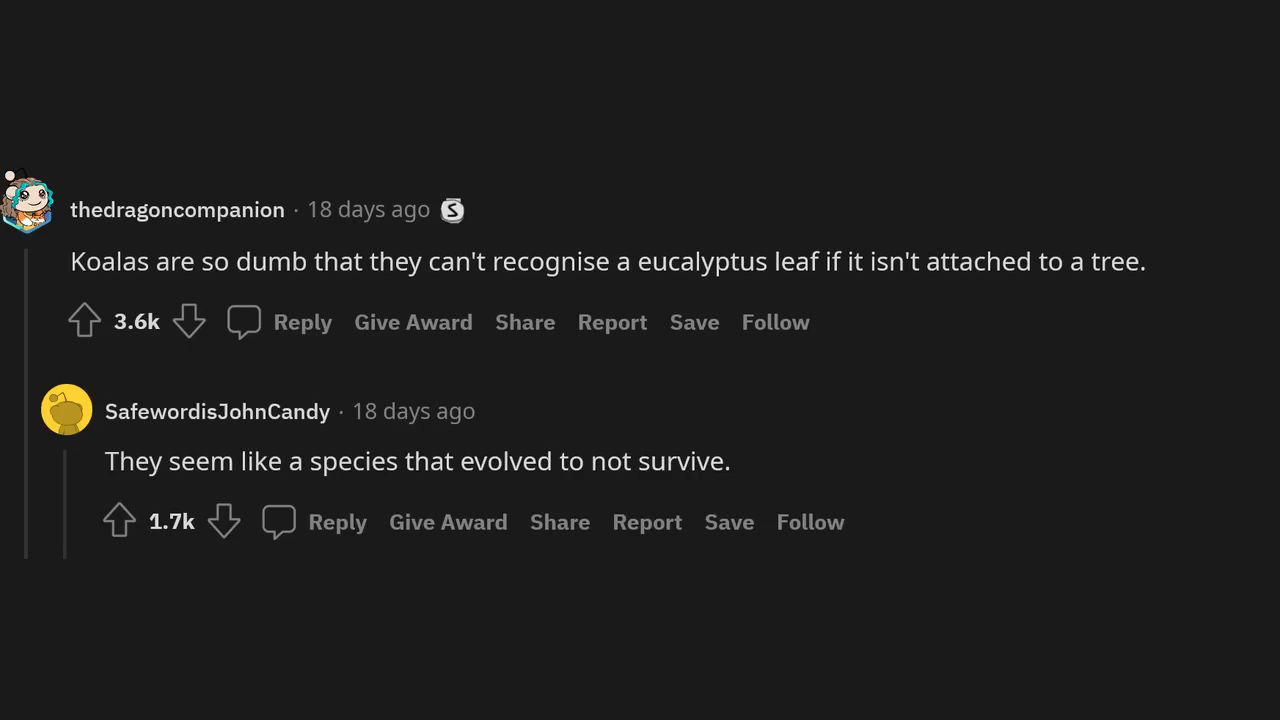 thedragoncompanion · 18 days ago S
Koalas are so dumb that they can't recognise a eucalyptus leaf if it isn't attached to a tree.
3.6k Reply Give Award Share Report Save Follow
SafewordisJohnCandy · 18 days ago
They seem like a species that evolved to not survive.
1.7k Reply Give Award Share Report Save Follow